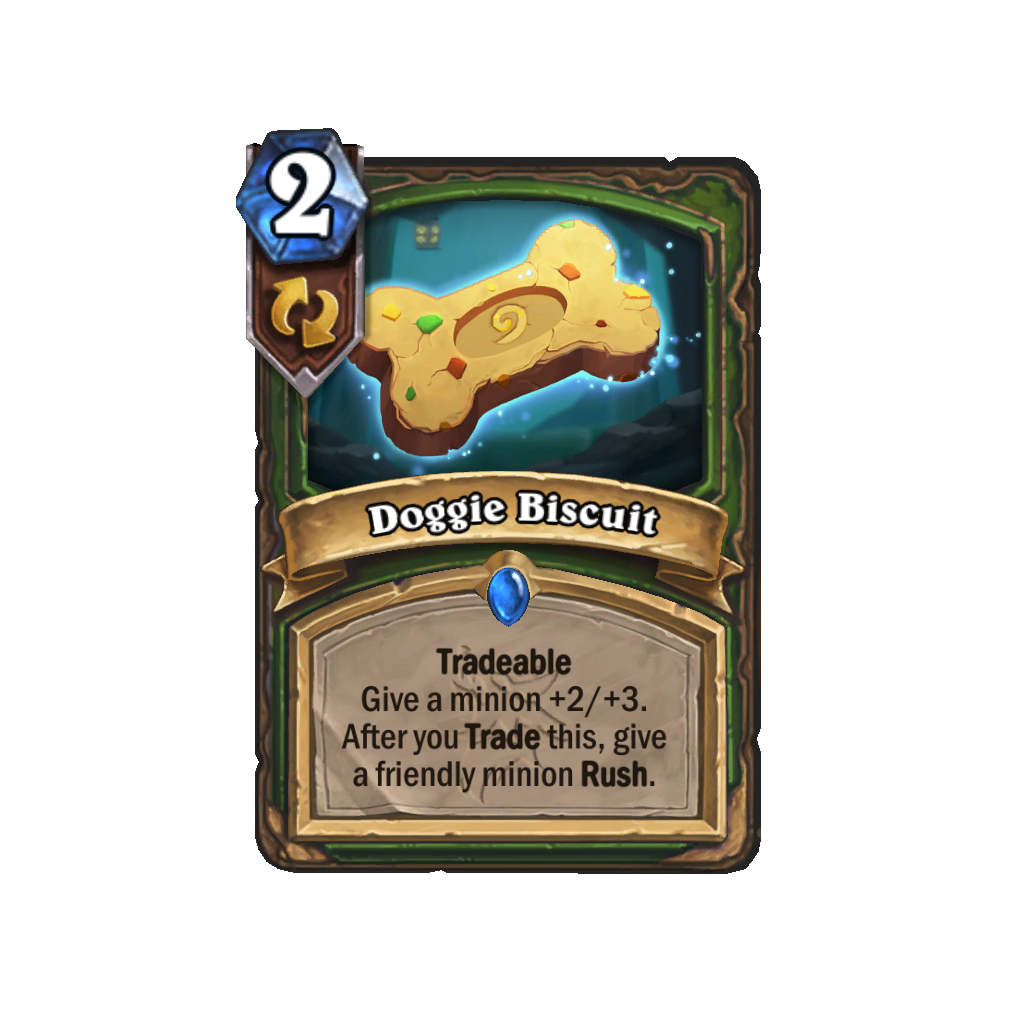 2
Doggie Biscuit
Tradeable
Give a minion +2/+3.
After you Trade this, give
a friendly minion Rush.